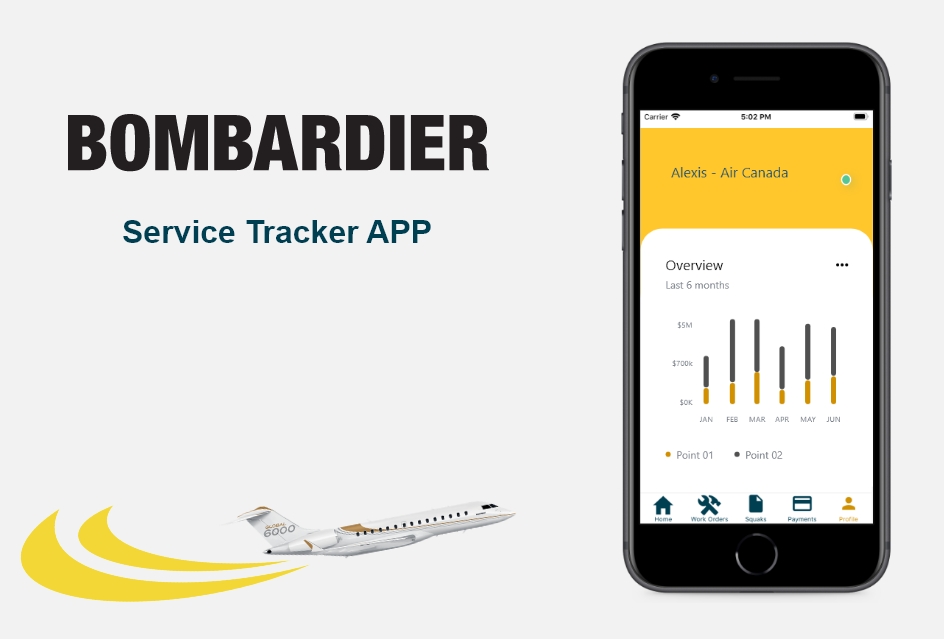 BOMBARDIER
Service Tracker APP
GLOBAL
6000
Carrier 5:02 PM
Alexis - Air Canada
Overview
Last 6 months
$5M
$700k
$0K
JAN FEB MAR APR MAY JUN
Point 01 Point 02
Home Work Orders Squaks Payments Profile